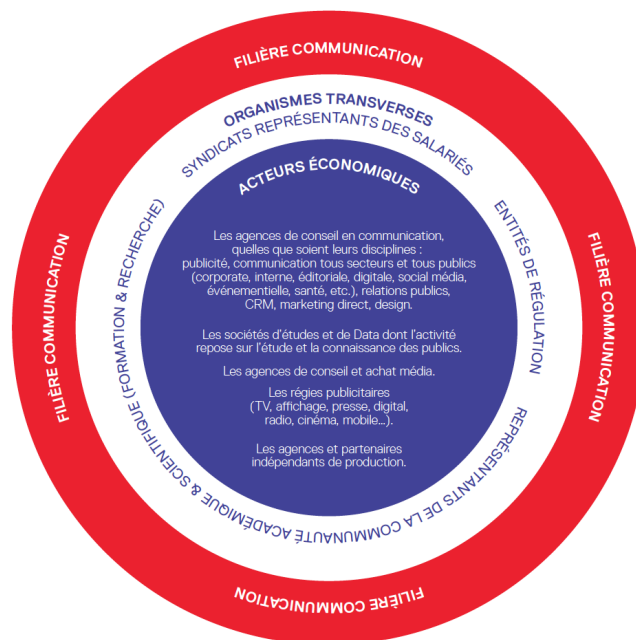 FILIÈRE COMMUNICATION
ORGANISMES TRANSVERSES
SYNDICATS REPRÉSENTANTS DES SALARIÉS
ENTITÉS DE RÉGULATION
REPRÉSENTANTS DE LA COMMUNAUTÉ ACADÉMIQUE & SCIENTIFIQUE (FORMATION & RECHERCHE)
FILIÈRE COMMUNICATION
FILIÈRE COMMUNICATION
ACTEURS ÉCONOMIQUES
Les agences de conseil en communication,
quelles que soient leurs disciplines :
publicité, communication tous secteurs et tous publics
(corporate, interne, éditoriale, digitale, social média,
événementielle, santé, etc.), relations publics,
CRM, marketing direct, design.
Les sociétés d'études et de Data dont l'activité
repose sur l'étude et la connaissance des publics.
Les agences de conseil et achat média.
Les régies publicitaires
(TV, affichage, presse, digital,
radio, cinéma, mobile...).
Les agences et partenaires
indépendants de production.
FILIÈRE COMMUNICATION